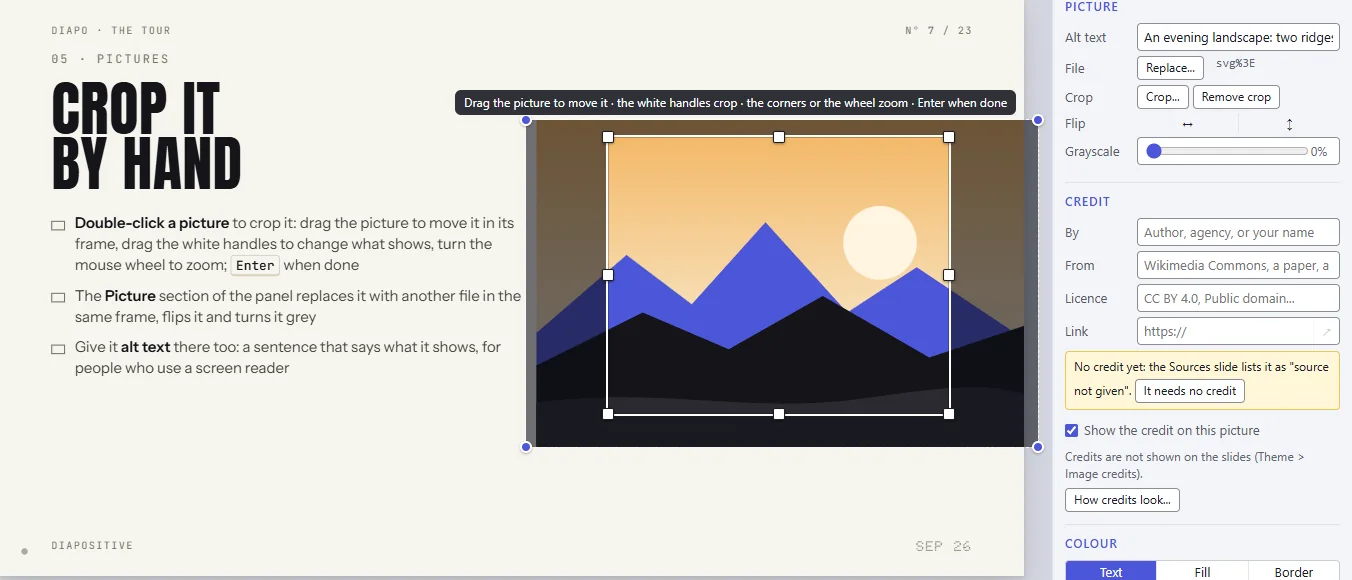 DIAPO · THE TOUR
N° 7 / 23
05 · PICTURES
CROP IT
BY HAND
Double-click a picture to crop it: drag the picture to move it in its
frame, drag the white handles to change what shows, turn the
mouse wheel to zoom; Enter when done
The Picture section of the panel replaces it with another file in the
same frame, flips it and turns it grey
Give it alt text there too: a sentence that says what it shows, for
people who use a screen reader
Drag the picture to move it · the white handles crop · the corners or the wheel zoom · Enter when done
DIAPOSITIVE
SEP 26
PICTURE
Alt text
An evening landscape: two ridges
File
Replace...
svg%3E
Crop
Crop...
Remove crop
Flip
Grayscale
0%
CREDIT
By
Author, agency, or your name
From
Wikimedia Commons, a paper, a
Licence
CC BY 4.0, Public domain...
Link
https://
No credit yet: the Sources slide lists it as "source
not given".
It needs no credit
Show the credit on this picture
Credits are not shown on the slides (Theme >
Image credits).
How credits look...
COLOUR
Text
Fill
Border